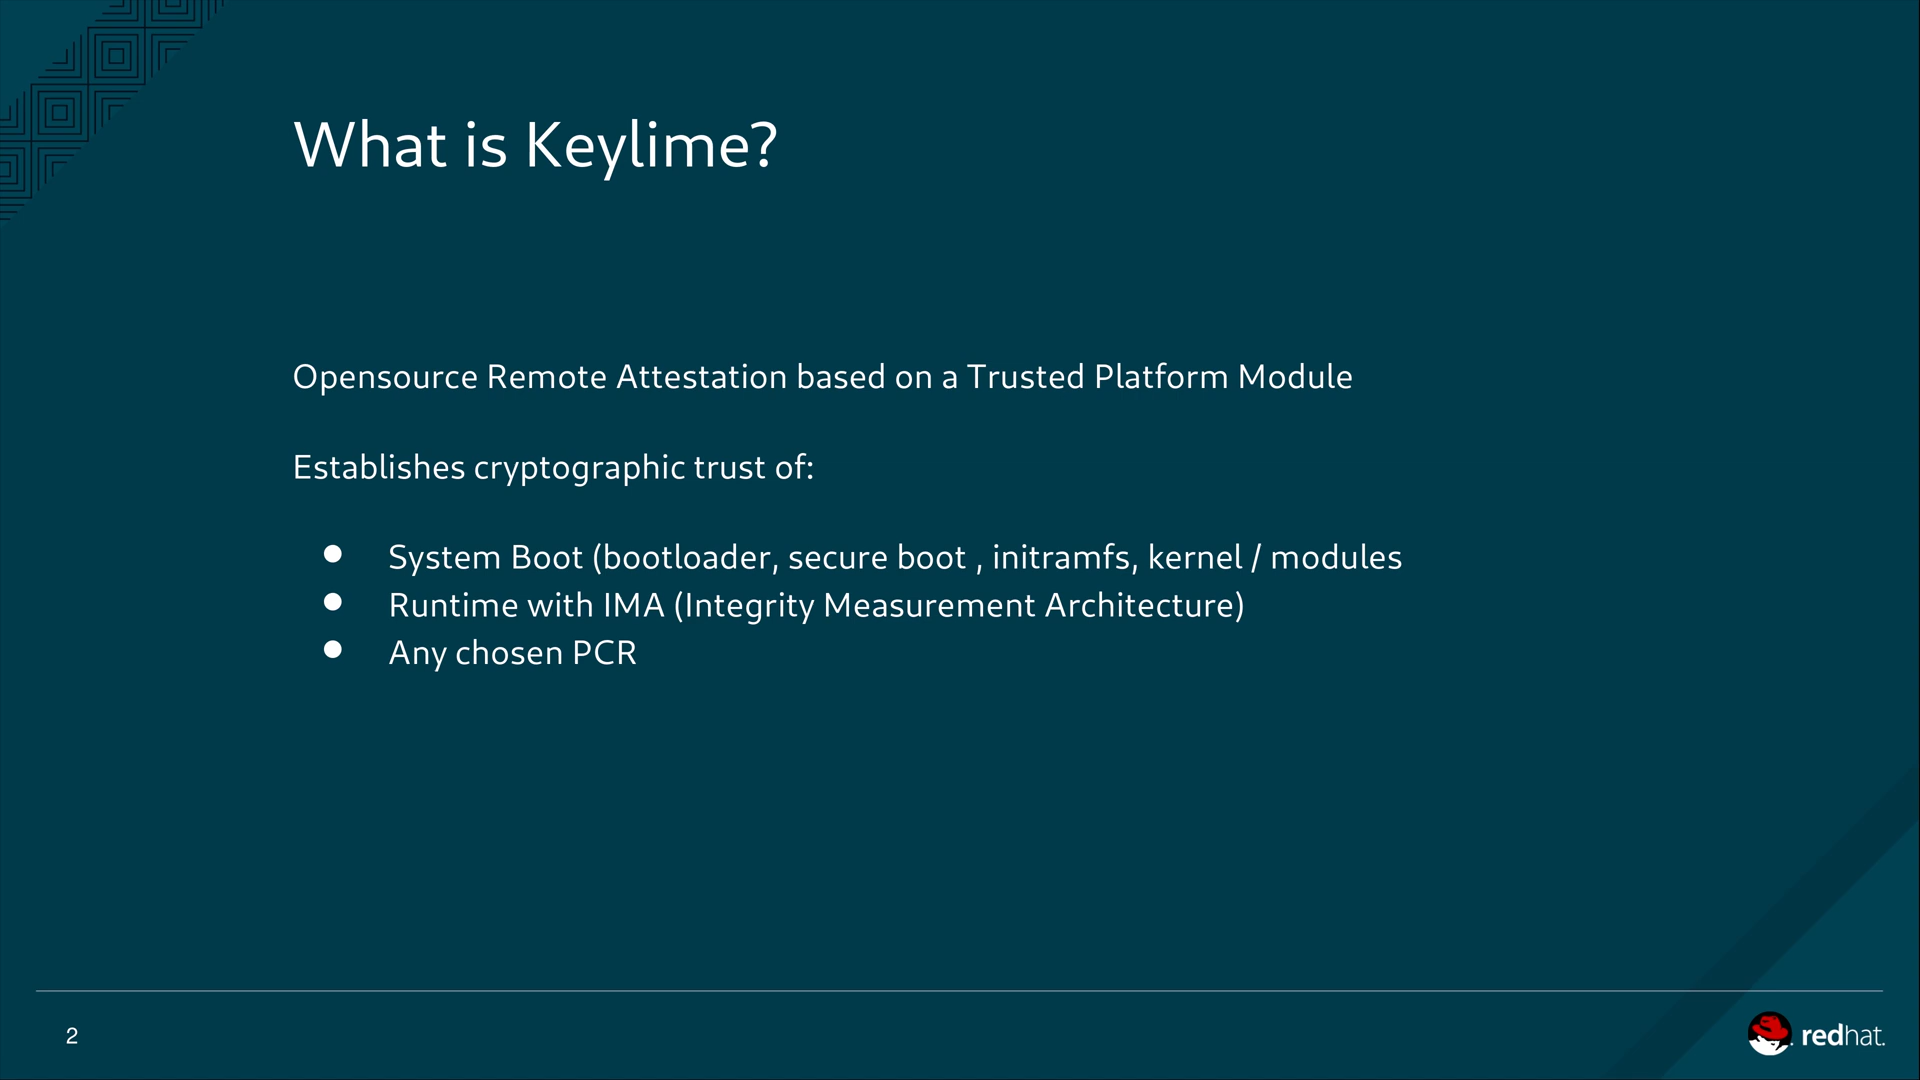 What is Keylime?
Opensource Remote Attestation based on a Trusted Platform Module
Establishes cryptographic trust of:
● System Boot (bootloader, secure boot , initramfs, kernel / modules
● Runtime with IMA (Integrity Measurement Architecture)
● Any chosen PCR
2
redhat.